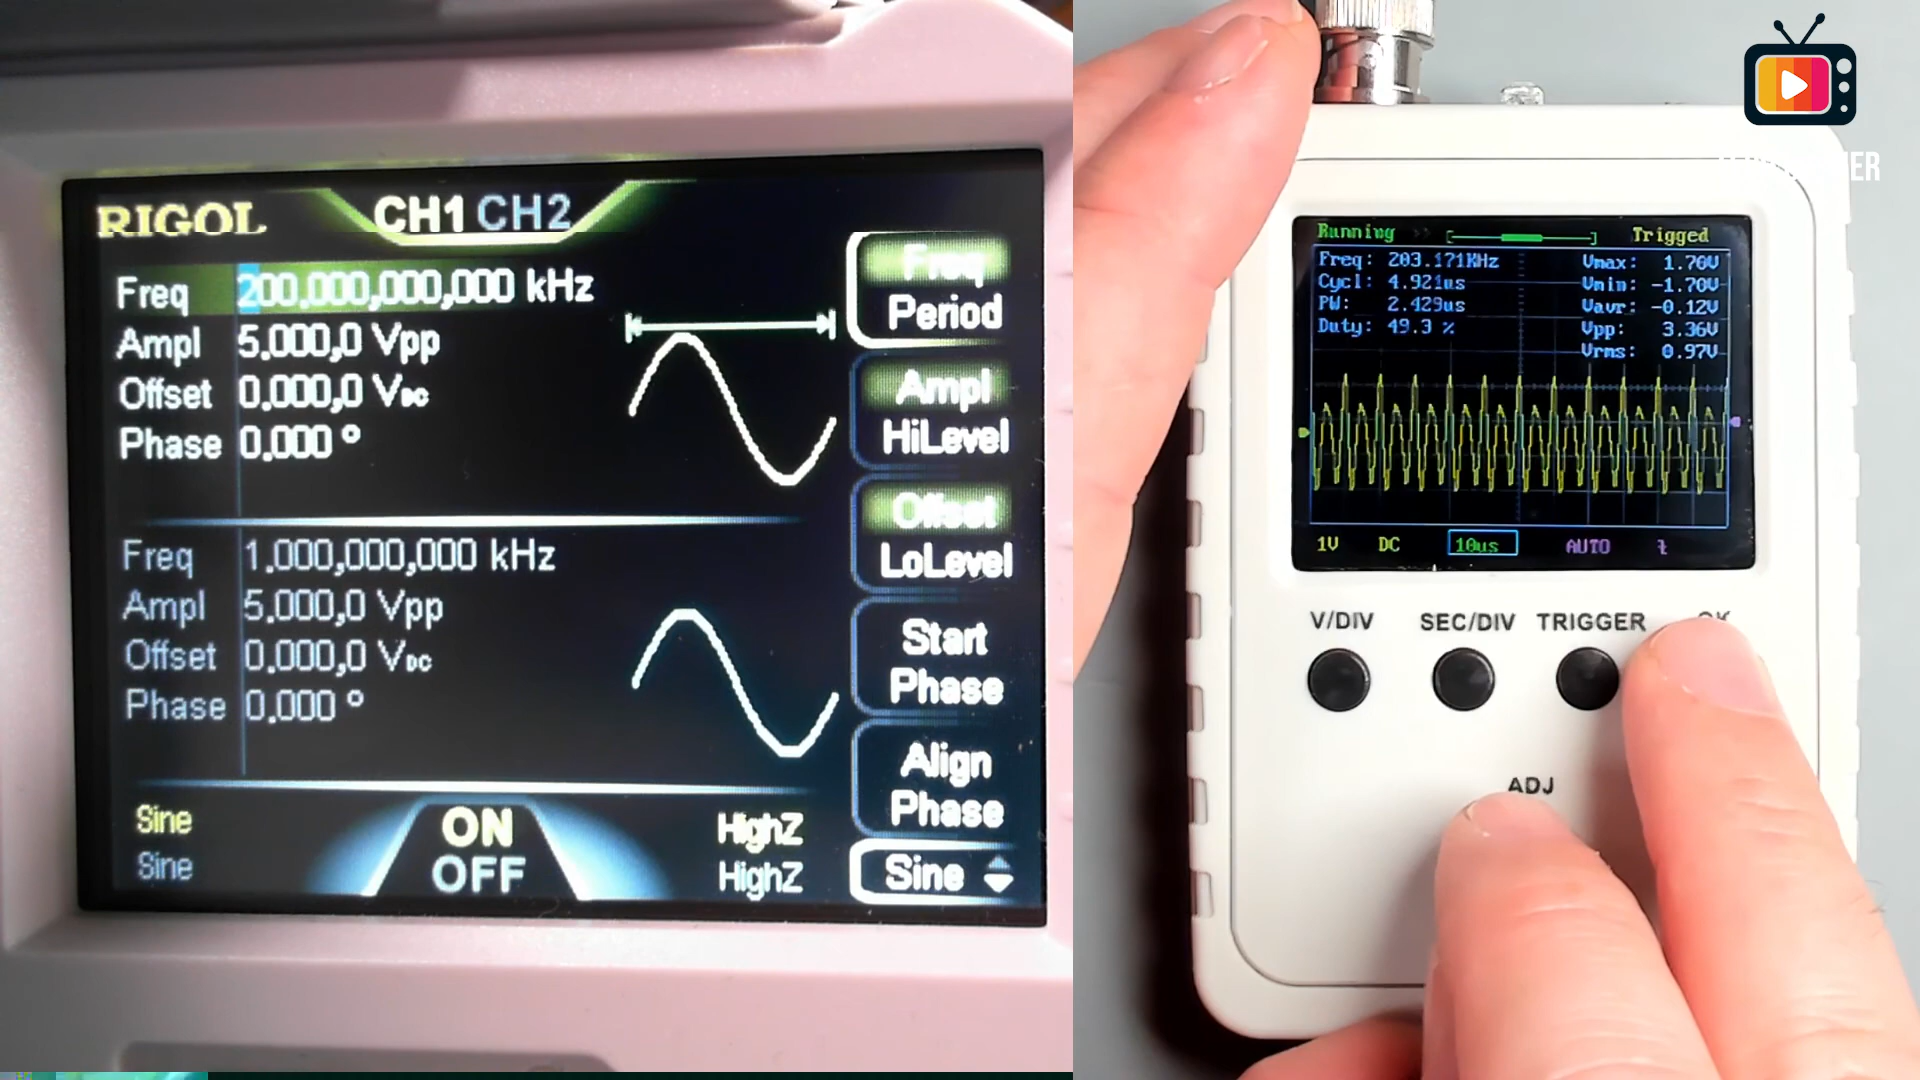 RIGOL
CH1 CH2
Freq 200.000,000,000 kHz
Ampl 5.000,0 Vpp
Offset 0.000,0 VDC
Phase 0.000 °
Freq 1.000,000,000 kHz
Ampl 5.000,0 Vpp
Offset 0.000,0 VDC
Phase 0.000 °
Sine
Sine
ON
OFF
HighZ
HighZ
Freq
Period
Ampl
HiLevel
Offset
LoLevel
Start
Phase
Align
Phase
Sine
Running Trigged
Freq: 203.171KHz
Cycl: 4.921us
PW: 2.429us
Duty: 49.3 %
Vmax: 1.70V
Vmin: -1.70V
Vavr: -0.12V
Vpp: 3.36V
Vrms: 0.97V
1V DC 10us AUTO
V/DIV SEC/DIV TRIGGER OK
ADJ